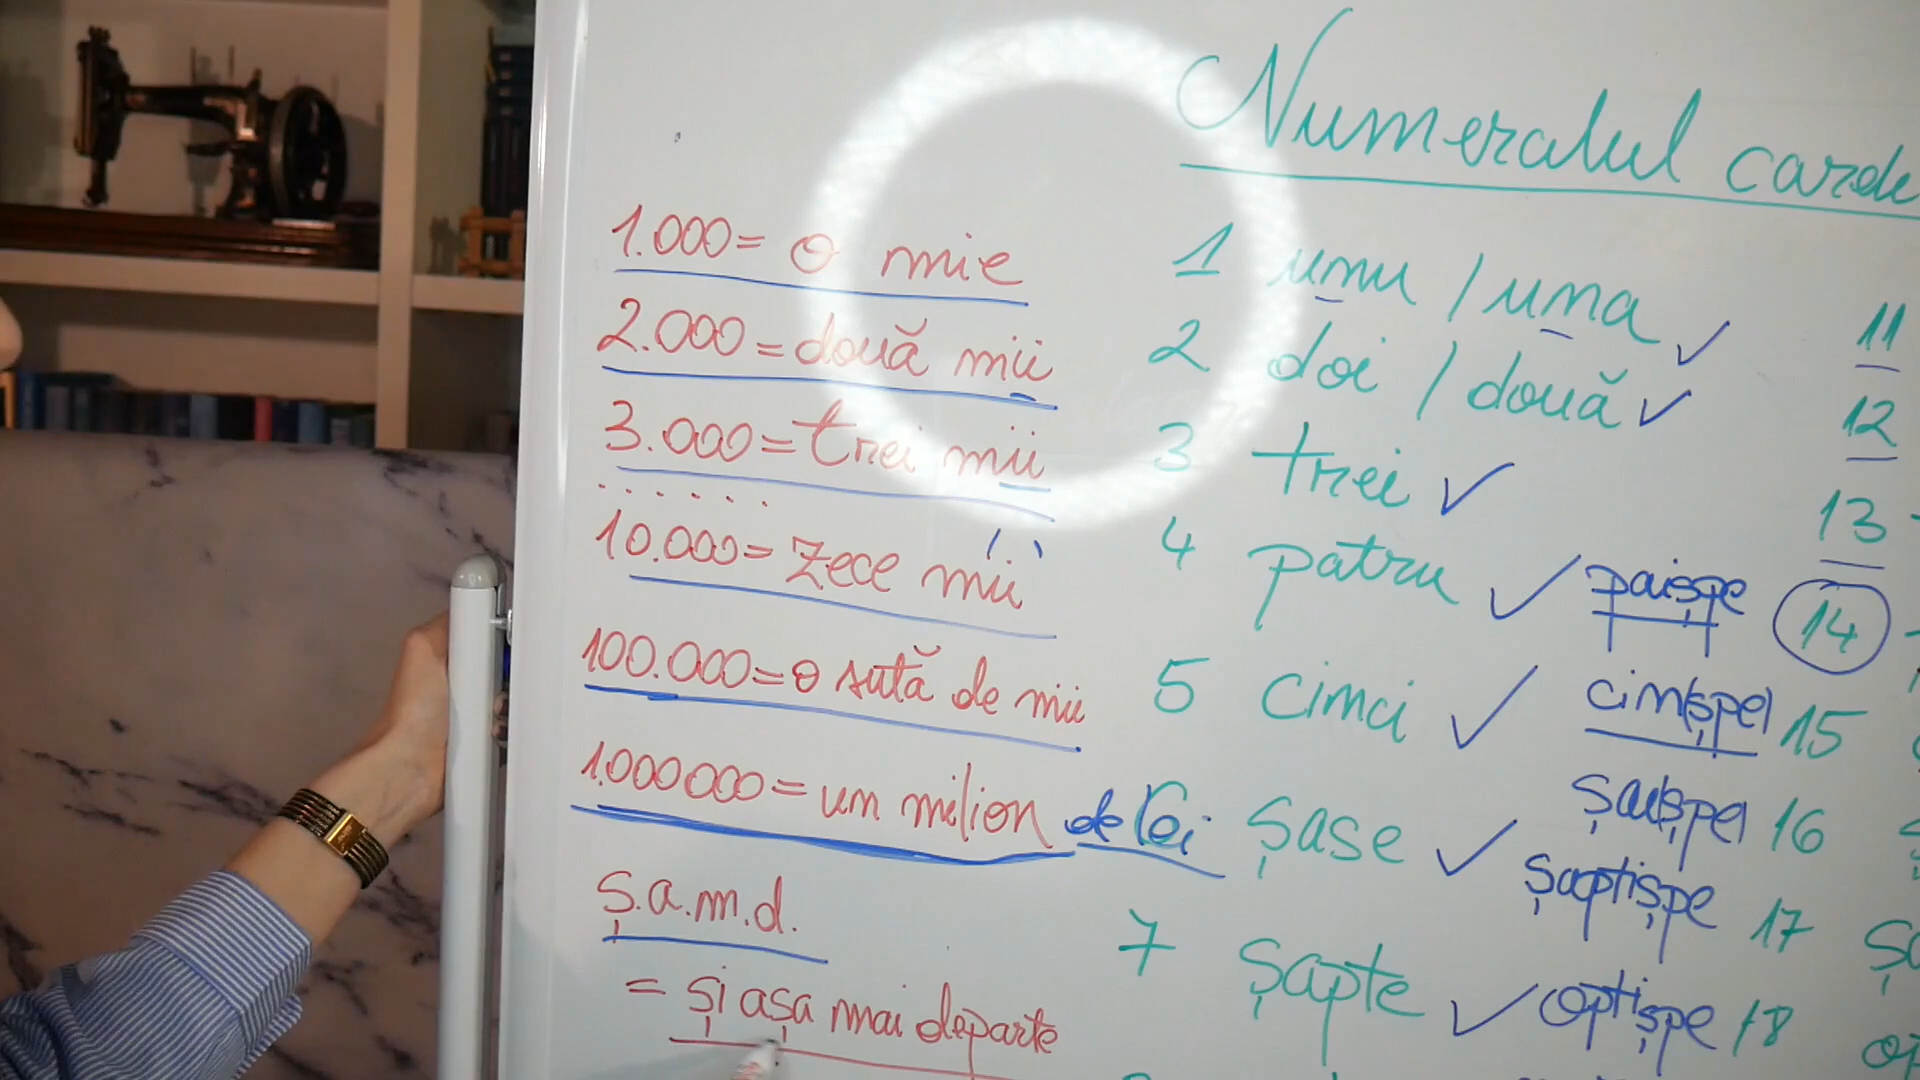 Numeralul
1.000 = o mie
2.000 = două mii
3.000 = trei mii
. . . . . .
10.000 = zece mii
100.000 = o sută de mii
1.000 000 = un milion de lei
ș.a.m.d.
= și așa mai departe
1 unu / una ✓
2 doi / două ✓
3 trei ✓
4 patru ✓
5 cinci ✓
șase ✓
7 șapte ✓
11
12
13
paișpe 14
cin(șpe) 15
șaișpe 16
șaptișpe 17
optișpe 18